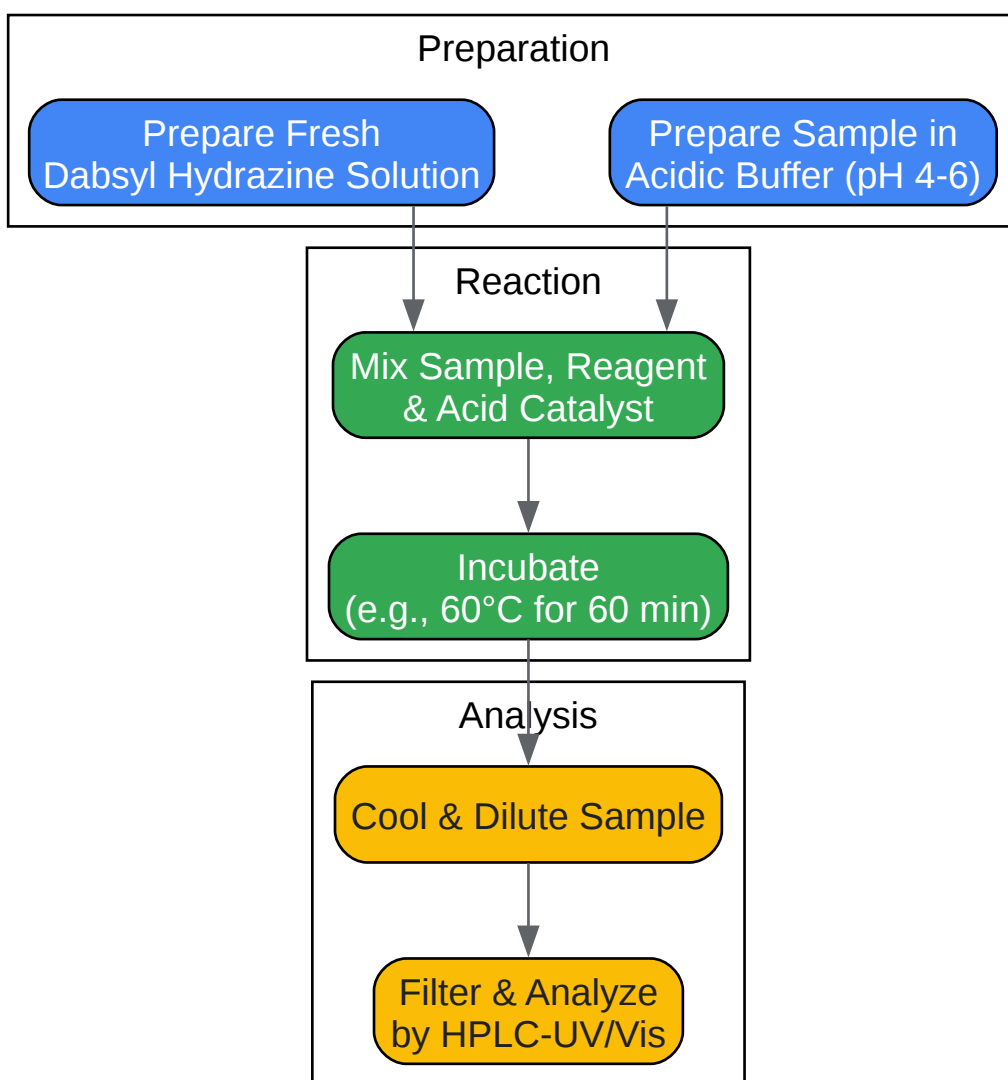 Preparation
Prepare Fresh
Dabsyl Hydrazine Solution
Prepare Sample in
Acidic Buffer (pH 4-6)
Reaction
Mix Sample, Reagent
& Acid Catalyst
Incubate
(e.g., 60°C for 60 min)
Analysis
Cool & Dilute Sample
Filter & Analyze
by HPLC-UV/Vis